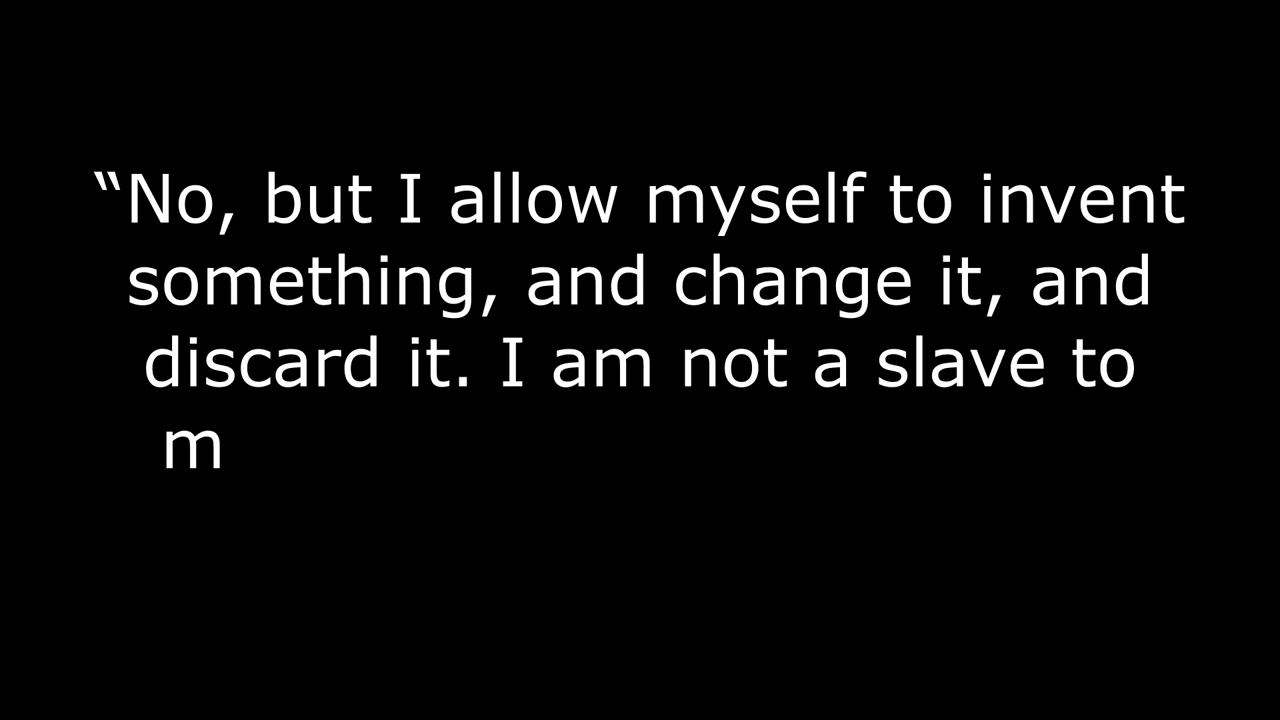 “No, but I allow myself to invent
something, and change it, and
discard it. I am not a slave to
m